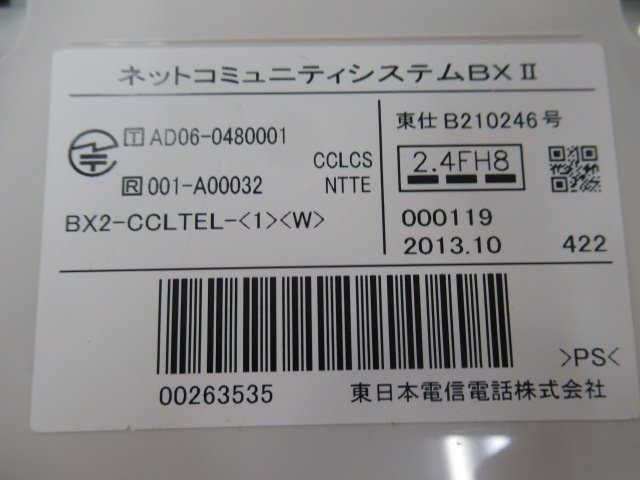 ネットコミュニティシステムBXⅡ
T AD06-0480001
CCLCS
R 001-A00032
NTTE
BX2-CCLTEL-<1><W>
東仕 B210246号
2.4FH8
000119
2013.10 422
00263535
>PS<
東日本電信電話株式会社